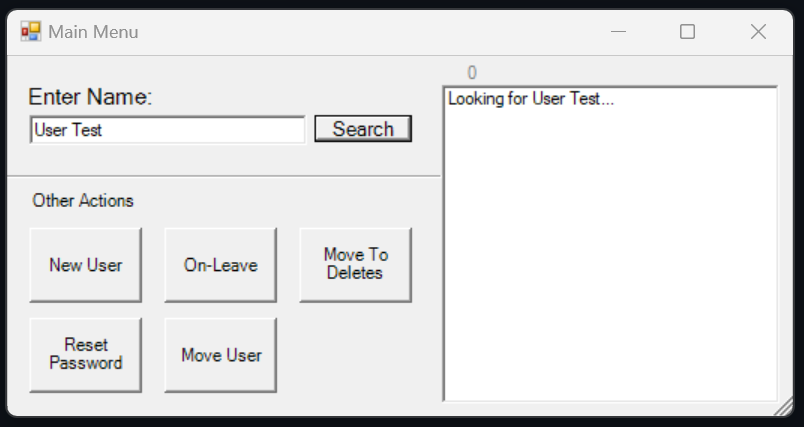 Main Menu
0
Enter Name:
User Test
Search
Looking for User Test...
Other Actions
New User
On-Leave
Move To
Deletes
Reset
Password
Move User